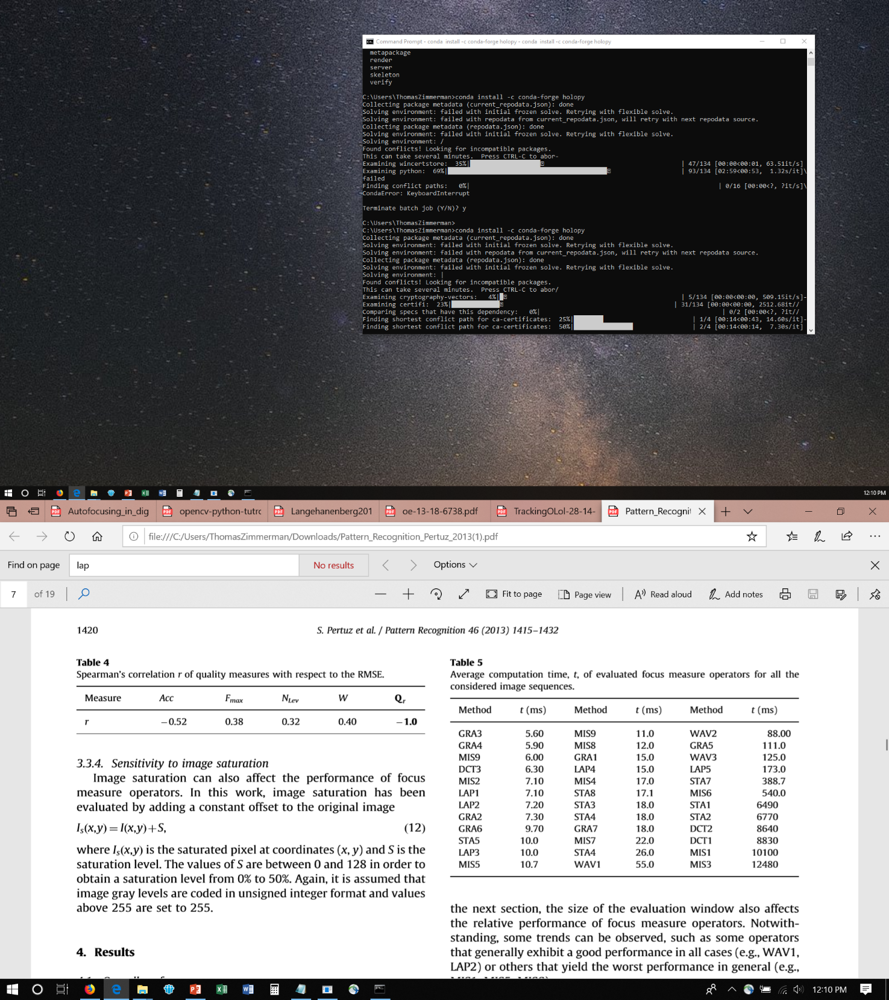 Command Prompt - conda  install -c conda-forge holopy - conda  install -c conda-forge holopy
metapackage
render
server
skeleton
verify
C:\Users\ThomasZimmerman>conda install -c conda-forge holopy
Collecting package metadata (current_repodata.json): done
Solving environment: failed with initial frozen solve. Retrying with flexible solve.
Solving environment: failed with repodata from current_repodata.json, will retry with next repodata source.
Collecting package metadata (repodata.json): done
Solving environment: failed with initial frozen solve. Retrying with flexible solve.
Solving environment: /
Found conflicts! Looking for incompatible packages.
This can take several minutes.  Press CTRL-C to abor-
Examining wincertstore:  35%| | 47/134 [00:00<00:01, 63.51it/s]
Examining python:  69%| | 93/134 [02:59<00:53,  1.32s/it]\
failed
Finding conflict paths:   0%| | 0/16 [00:00<?, ?it/s]\
CondaError: KeyboardInterrupt
Terminate batch job (Y/N)? y
C:\Users\ThomasZimmerman>
C:\Users\ThomasZimmerman>conda install -c conda-forge holopy
Collecting package metadata (current_repodata.json): done
Solving environment: failed with initial frozen solve. Retrying with flexible solve.
Solving environment: failed with repodata from current_repodata.json, will retry with next repodata source.
Collecting package metadata (repodata.json): done
Solving environment: failed with initial frozen solve. Retrying with flexible solve.
Solving environment: |
Found conflicts! Looking for incompatible packages.
This can take several minutes.  Press CTRL-C to abor/
Examining cryptography-vectors:   4%| | 5/134 [00:00<00:00, 509.15it/s]-
Examining certifi:  23%| | 31/134 [00:00<00:00, 2512.68it//
Comparing specs that have this dependency:   0%| | 0/2 [00:00<?, ?it//
Finding shortest conflict path for ca-certificates:  25%| | 1/4 [00:14<00:43, 14.60s/it]-
Finding shortest conflict path for ca-certificates:  50%| | 2/4 [00:14<00:14,  7.30s/it]
12:10 PM
Autofocusing_in_dig opencv-python-tutrc Langehanenberg201 oe-13-18-6738.pdf TrackingOLol-28-14- Pattern_Recognit
file:///C:/Users/ThomasZimmerman/Downloads/Pattern_Recognition_Pertuz_2013(1).pdf
Find on page lap No results Options
7 of 19 Fit to page Page view Read aloud Add notes
1420 S. Pertuz et al. / Pattern Recognition 46 (2013) 1415–1432
Table 4
Spearman's correlation r of quality measures with respect to the RMSE.
Measure Acc Fmax NLev W Qr
r −0.52 0.38 0.32 0.40 −1.0
3.3.4. Sensitivity to image saturation
Image saturation can also affect the performance of focus
measure operators. In this work, image saturation has been
evaluated by adding a constant offset to the original image
Is(x,y)=I(x,y)+S, (12)
where Is(x,y) is the saturated pixel at coordinates (x, y) and S is the
saturation level. The values of S are between 0 and 128 in order to
obtain a saturation level from 0% to 50%. Again, it is assumed that
image gray levels are coded in unsigned integer format and values
above 255 are set to 255.
4. Results
Table 5
Average computation time, t, of evaluated focus measure operators for all the
considered image sequences.
Method t (ms) Method t (ms) Method t (ms)
GRA3 5.60 MIS9 11.0 WAV2 88.00
GRA4 5.90 MIS8 12.0 GRA5 111.0
MIS9 6.00 GRA1 15.0 WAV3 125.0
DCT3 6.30 LAP4 15.0 LAP5 173.0
MIS2 7.10 MIS4 17.0 STA7 388.7
LAP1 7.10 STA8 17.1 MIS6 540.0
LAP2 7.20 STA3 18.0 STA1 6490
GRA2 7.30 STA4 18.0 STA2 6770
GRA6 9.70 GRA7 18.0 DCT2 8640
STA5 10.0 MIS7 22.0 DCT1 8830
LAP3 10.0 STA4 26.0 MIS1 10100
MIS5 10.7 WAV1 55.0 MIS3 12480
the next section, the size of the evaluation window also affects
the relative performance of focus measure operators. Notwith-
standing, some trends can be observed, such as some operators
that generally exhibit a good performance in all cases (e.g., WAV1,
LAP2) or others that yield the worst performance in general (e.g.,
12:10 PM